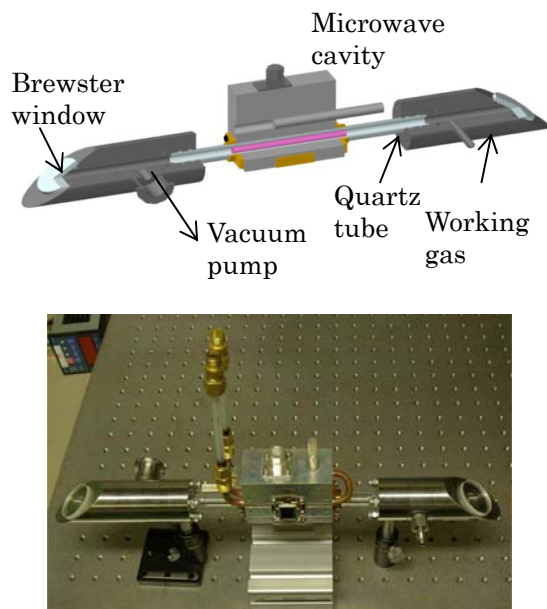 Microwave
cavity
Brewster
window
Quartz
tube
Working
gas
Vacuum
pump